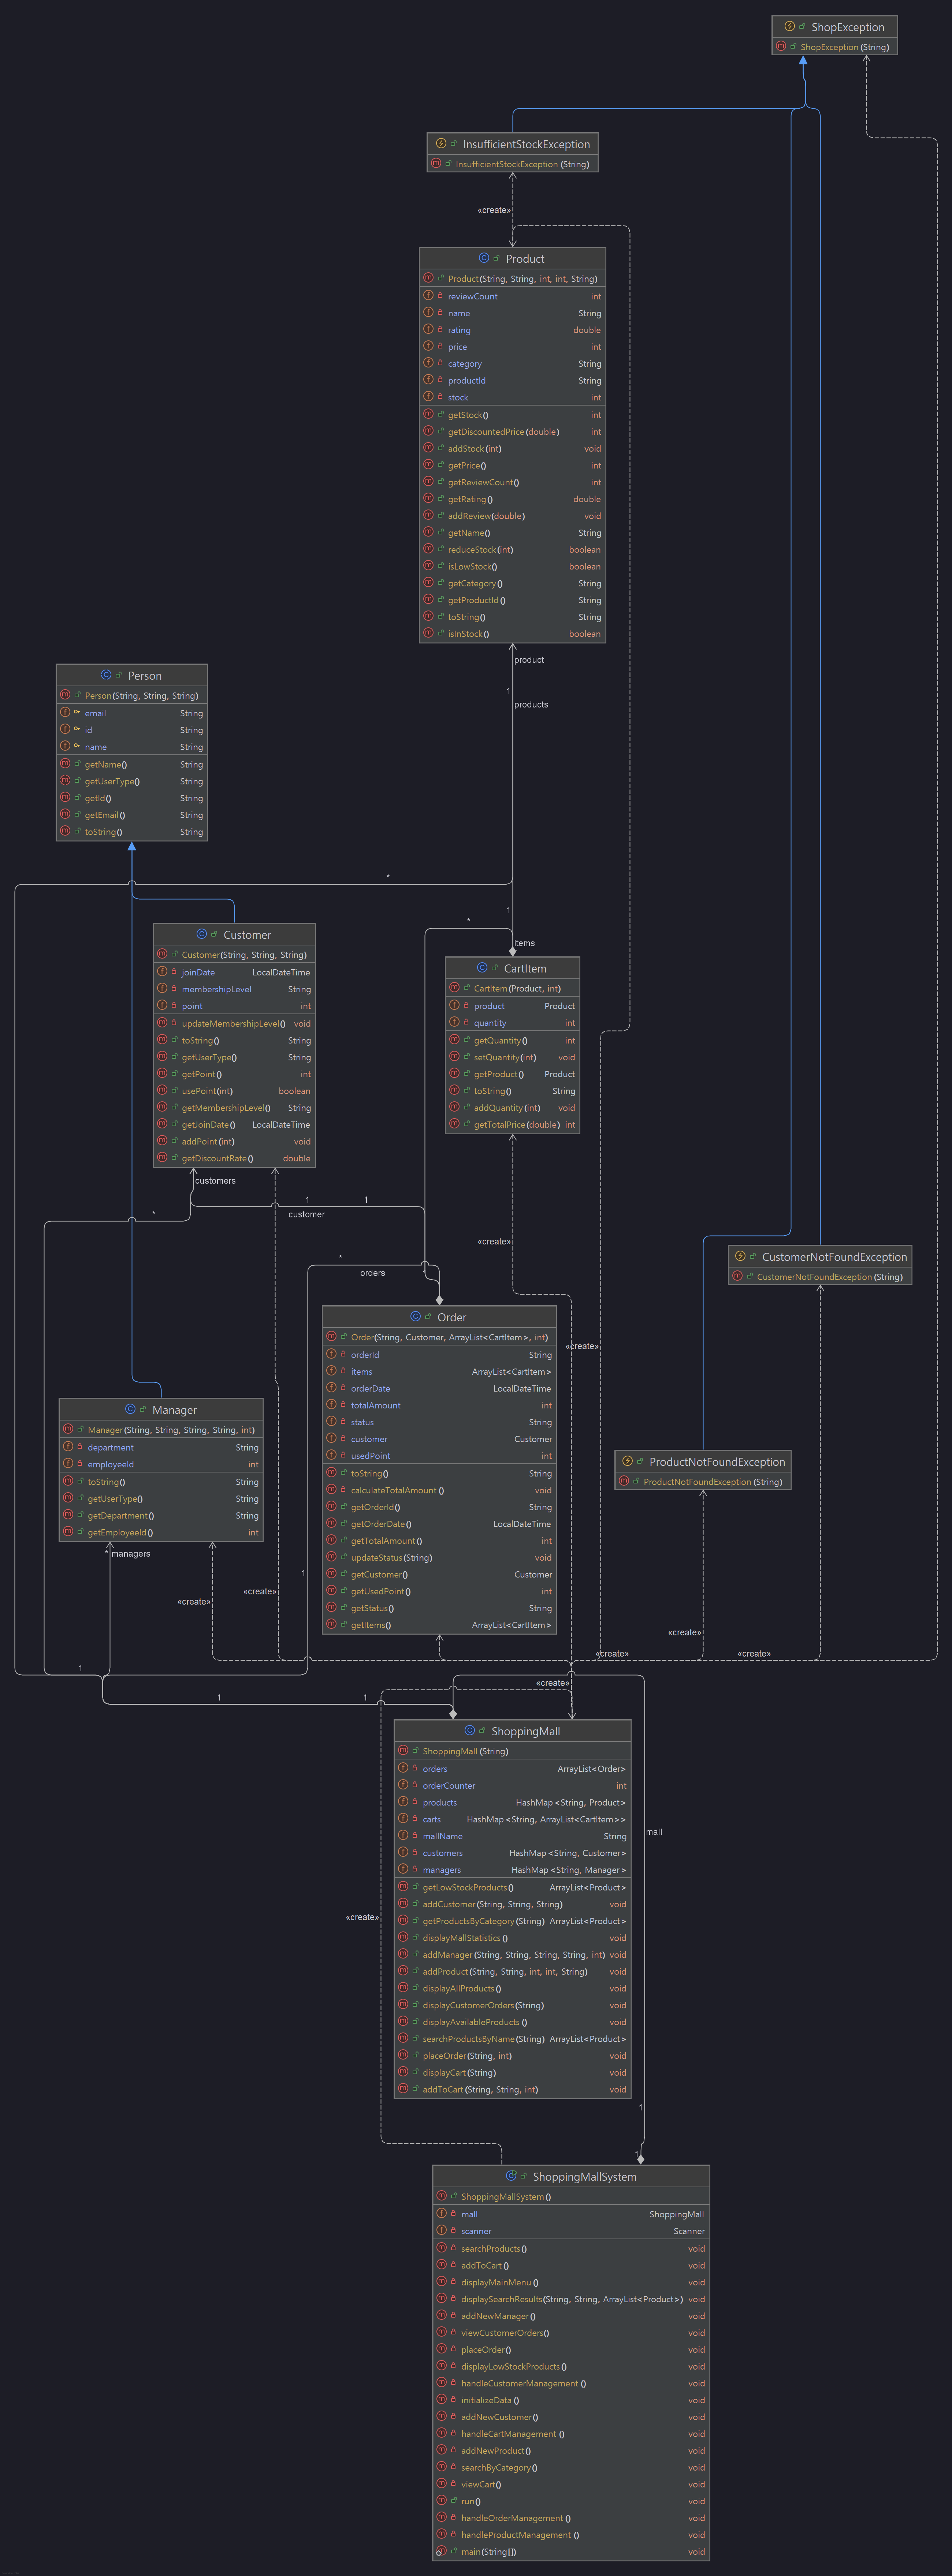 ShopException
ShopException (String)
InsufficientStockException
InsufficientStockException (String)
«create»
Product
Product(String, String, int, int, String)
reviewCount int
name String
rating double
price int
category String
productId String
stock int
getStock() int
getDiscountedPrice(double) int
addStock(int) void
getPrice() int
getReviewCount() int
getRating() double
addReview(double) void
getName() String
reduceStock(int) boolean
isLowStock() boolean
getCategory() String
getProductId() String
toString() String
isInStock() boolean
product
1
products
Person
Person(String, String, String)
email String
id String
name String
getName() String
getUserType() String
getId() String
getEmail() String
toString() String
*
1
*
items
Customer
Customer(String, String, String)
joinDate LocalDateTime
membershipLevel String
point int
updateMembershipLevel() void
toString() String
getUserType() String
getPoint() int
usePoint(int) boolean
getMembershipLevel() String
getJoinDate() LocalDateTime
addPoint(int) void
getDiscountRate() double
CartItem
CartItem(Product, int)
product Product
quantity int
getQuantity() int
setQuantity(int) void
getProduct() Product
toString() String
addQuantity(int) void
getTotalPrice(double) int
customers
1 1
* customer
«create»
* orders
CustomerNotFoundException
CustomerNotFoundException (String)
Order
Order(String, Customer, ArrayList<CartItem>, int)
orderId String
items ArrayList<CartItem>
orderDate LocalDateTime
totalAmount int
status String
customer Customer
usedPoint int
toString() String
calculateTotalAmount () void
getOrderId() String
getOrderDate() LocalDateTime
getTotalAmount() int
updateStatus(String) void
getCustomer() Customer
getUsedPoint() int
getStatus() String
getItems() ArrayList<CartItem>
«create»
Manager
Manager(String, String, String, String, int)
department String
employeeId int
toString() String
getUserType() String
getDepartment() String
getEmployeeId() int
* managers
ProductNotFoundException
ProductNotFoundException (String)
1
«create»
«create»
«create»
«create»
«create»
1
«create»
1 1
ShoppingMall
ShoppingMall (String)
orders ArrayList<Order>
orderCounter int
products HashMap <String, Product>
carts HashMap <String, ArrayList<CartItem>>
mallName String
customers HashMap <String, Customer>
managers HashMap <String, Manager>
getLowStockProducts() ArrayList<Product>
addCustomer(String, String, String) void
getProductsByCategory(String) ArrayList<Product>
displayMallStatistics () void
addManager(String, String, String, String, int) void
addProduct(String, String, int, int, String) void
displayAllProducts() void
displayCustomerOrders(String) void
displayAvailableProducts () void
searchProductsByName(String) ArrayList<Product>
placeOrder(String, int) void
displayCart(String) void
addToCart (String, String, int) void
mall
«create»
1
1
ShoppingMallSystem
ShoppingMallSystem()
mall ShoppingMall
scanner Scanner
searchProducts() void
addToCart () void
displayMainMenu () void
displaySearchResults(String, String, ArrayList<Product>) void
addNewManager() void
viewCustomerOrders() void
placeOrder() void
displayLowStockProducts () void
handleCustomerManagement () void
initializeData () void
addNewCustomer() void
handleCartManagement () void
addNewProduct() void
searchByCategory() void
viewCart() void
run() void
handleOrderManagement () void
handleProductManagement () void
main(String[]) void